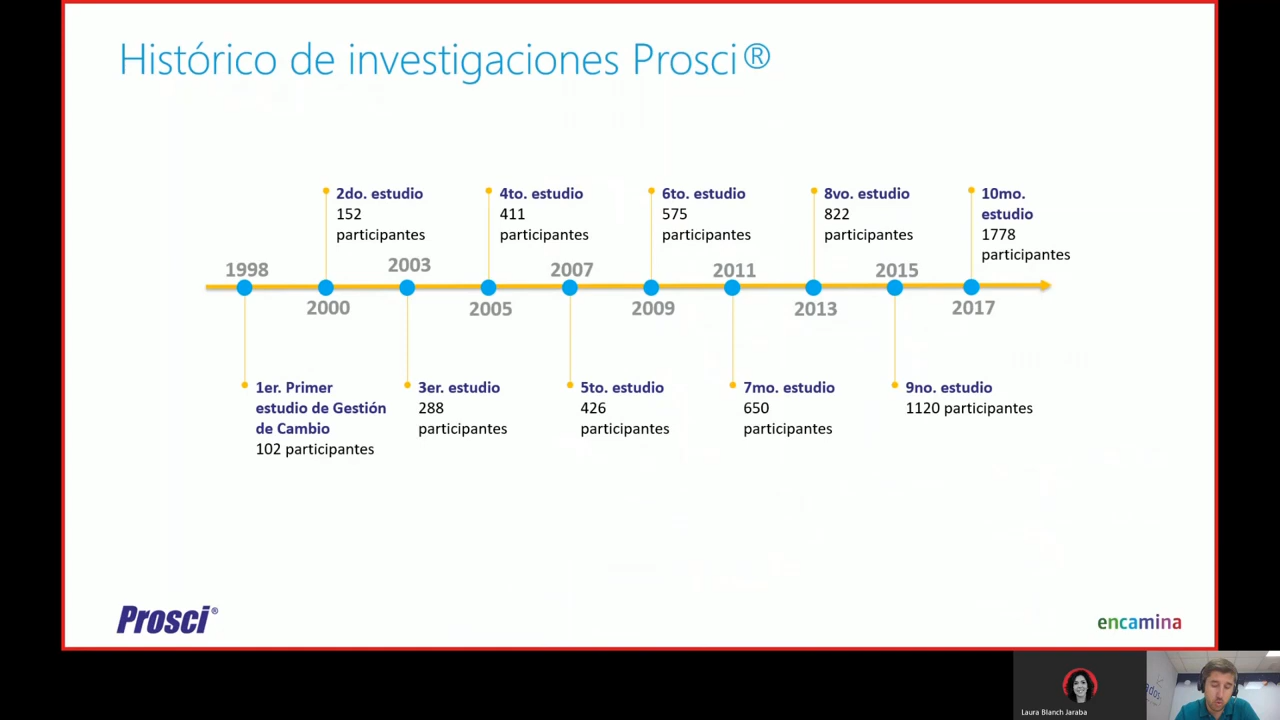 Histórico de investigaciones Prosci®
2do. estudio
152
participantes
4to. estudio
411
participantes
6to. estudio
575
participantes
8vo. estudio
822
participantes
10mo.
estudio
1778
participantes
1998
2003
2007
2011
2015
2000
2005
2009
2013
2017
1er. Primer
estudio de Gestión
de Cambio
102 participantes
3er. estudio
288
participantes
5to. estudio
426
participantes
7mo. estudio
650
participantes
9no. estudio
1120 participantes
Prosci®
encamina
Laura Blanch Jaraba